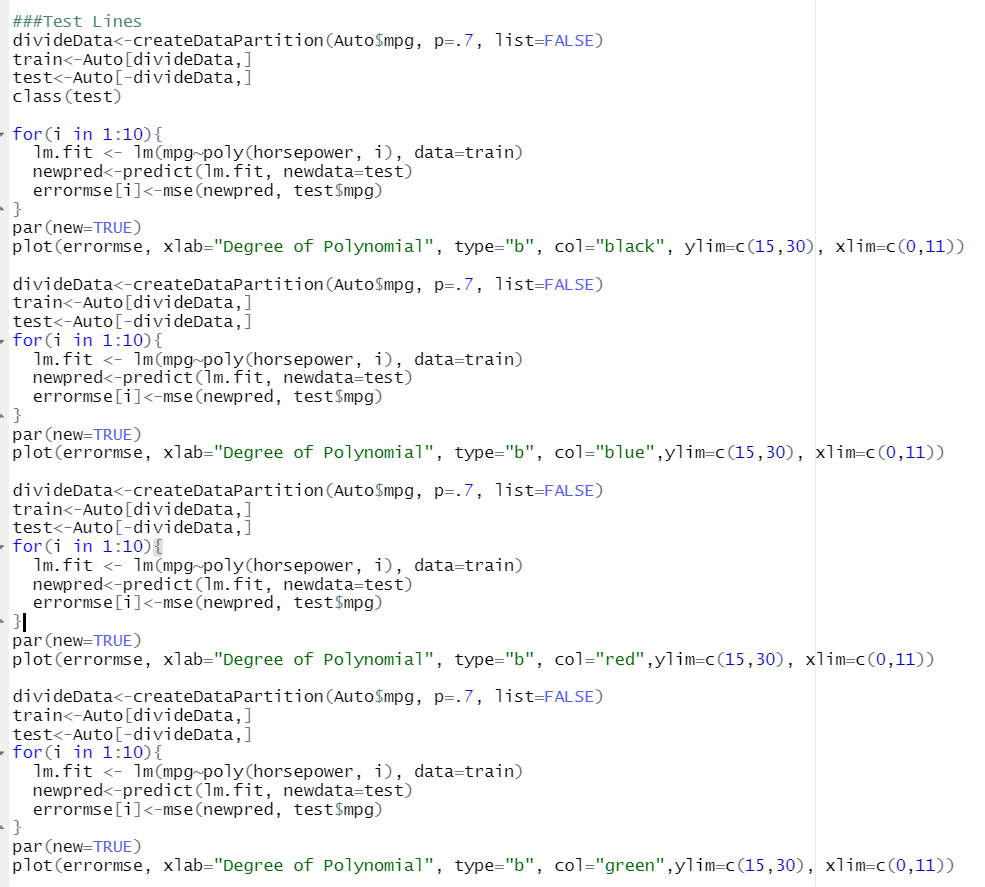 ###Test Lines
divideData<-createDataPartition(Auto$mpg, p=.7, list=FALSE)
train<-Auto[divideData,]
test<-Auto[-divideData,]
class(test)
for(i in 1:10){
  lm.fit <- lm(mpg~poly(horsepower, i), data=train)
  newpred<-predict(lm.fit, newdata=test)
  errormse[i]<-mse(newpred, test$mpg)
}
par(new=TRUE)
plot(errormse, xlab="Degree of Polynomial", type="b", col="black", ylim=c(15,30), xlim=c(0,11))
divideData<-createDataPartition(Auto$mpg, p=.7, list=FALSE)
train<-Auto[divideData,]
test<-Auto[-divideData,]
for(i in 1:10){
  lm.fit <- lm(mpg~poly(horsepower, i), data=train)
  newpred<-predict(lm.fit, newdata=test)
  errormse[i]<-mse(newpred, test$mpg)
}
par(new=TRUE)
plot(errormse, xlab="Degree of Polynomial", type="b", col="blue",ylim=c(15,30), xlim=c(0,11))
divideData<-createDataPartition(Auto$mpg, p=.7, list=FALSE)
train<-Auto[divideData,]
test<-Auto[-divideData,]
for(i in 1:10){
  lm.fit <- lm(mpg~poly(horsepower, i), data=train)
  newpred<-predict(lm.fit, newdata=test)
  errormse[i]<-mse(newpred, test$mpg)
}
par(new=TRUE)
plot(errormse, xlab="Degree of Polynomial", type="b", col="red",ylim=c(15,30), xlim=c(0,11))
divideData<-createDataPartition(Auto$mpg, p=.7, list=FALSE)
train<-Auto[divideData,]
test<-Auto[-divideData,]
for(i in 1:10){
  lm.fit <- lm(mpg~poly(horsepower, i), data=train)
  newpred<-predict(lm.fit, newdata=test)
  errormse[i]<-mse(newpred, test$mpg)
}
par(new=TRUE)
plot(errormse, xlab="Degree of Polynomial", type="b", col="green",ylim=c(15,30), xlim=c(0,11))